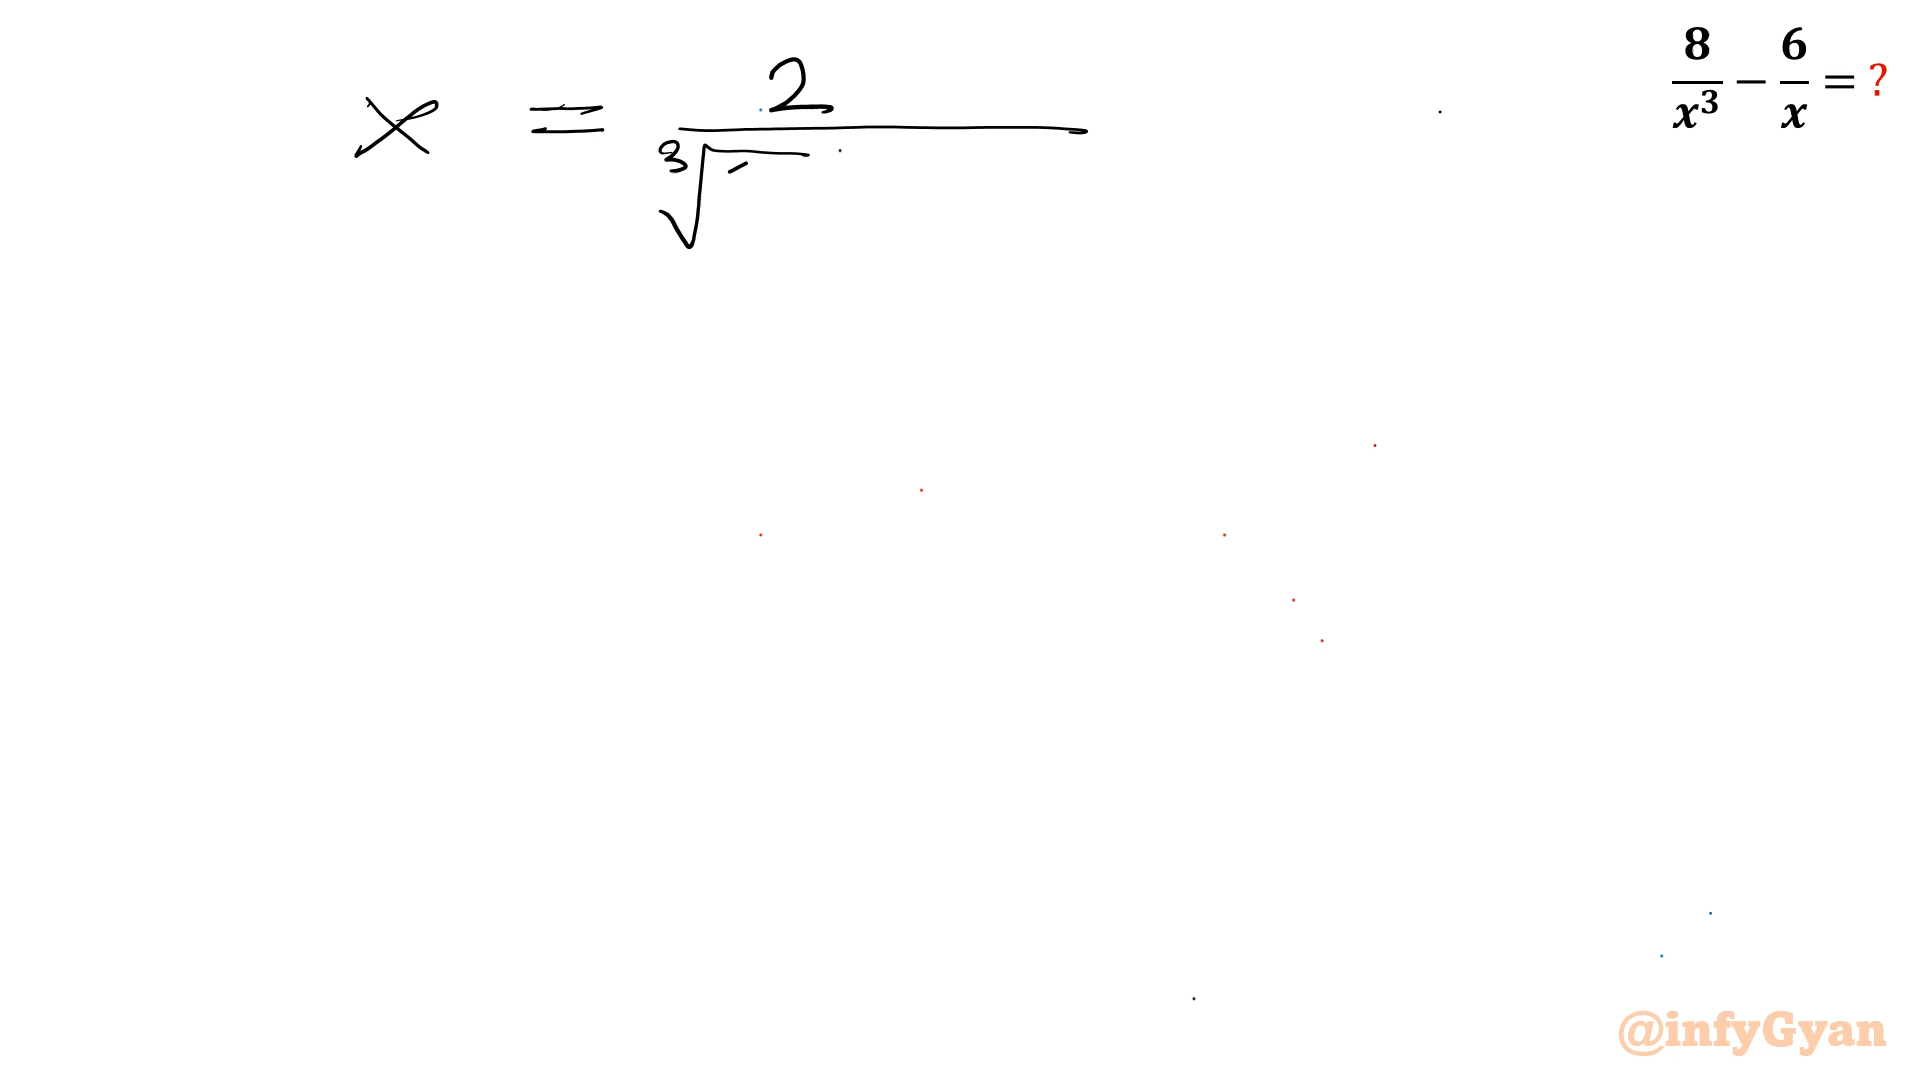 x = 2 / ∛
8/x³ − 6/x = ?
@infyGyan